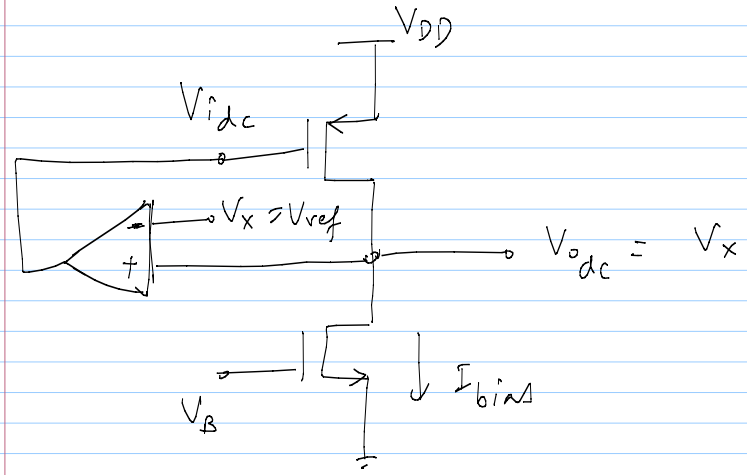 VDD
Vidc
- Vx = Vref
+
Vodc = Vx
VB
Ibias